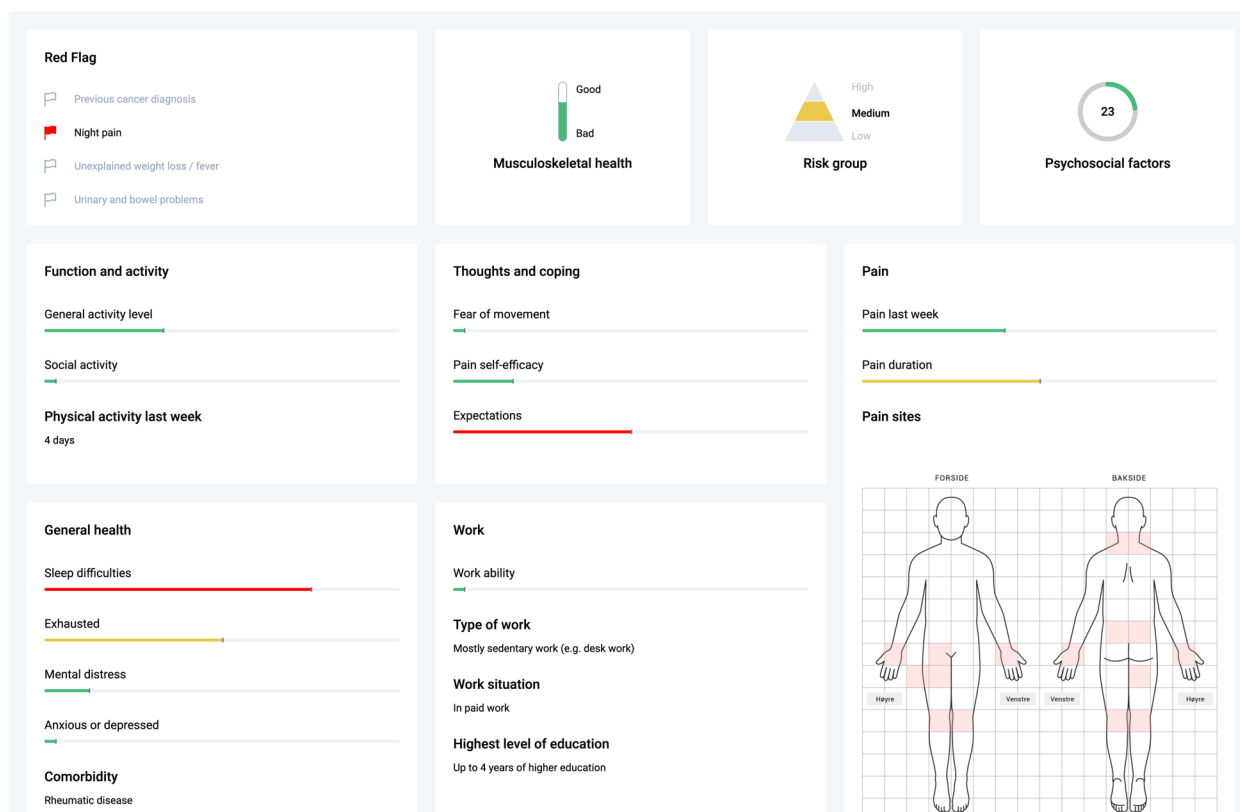 Red Flag
Previous cancer diagnosis
Night pain
Unexplained weight loss / fever
Urinary and bowel problems
Good
Bad
Musculoskeletal health
High
Medium
Low
Risk group
23
Psychosocial factors
Function and activity
General activity level
Social activity
Physical activity last week
4 days
Thoughts and coping
Fear of movement
Pain self-efficacy
Expectations
Pain
Pain last week
Pain duration
Pain sites
FORSIDE
BAKSIDE
Høyre
Venstre
Venstre
Høyre
General health
Sleep difficulties
Exhausted
Mental distress
Anxious or depressed
Comorbidity
Rheumatic disease
Work
Work ability
Type of work
Mostly sedentary work (e.g. desk work)
Work situation
In paid work
Highest level of education
Up to 4 years of higher education